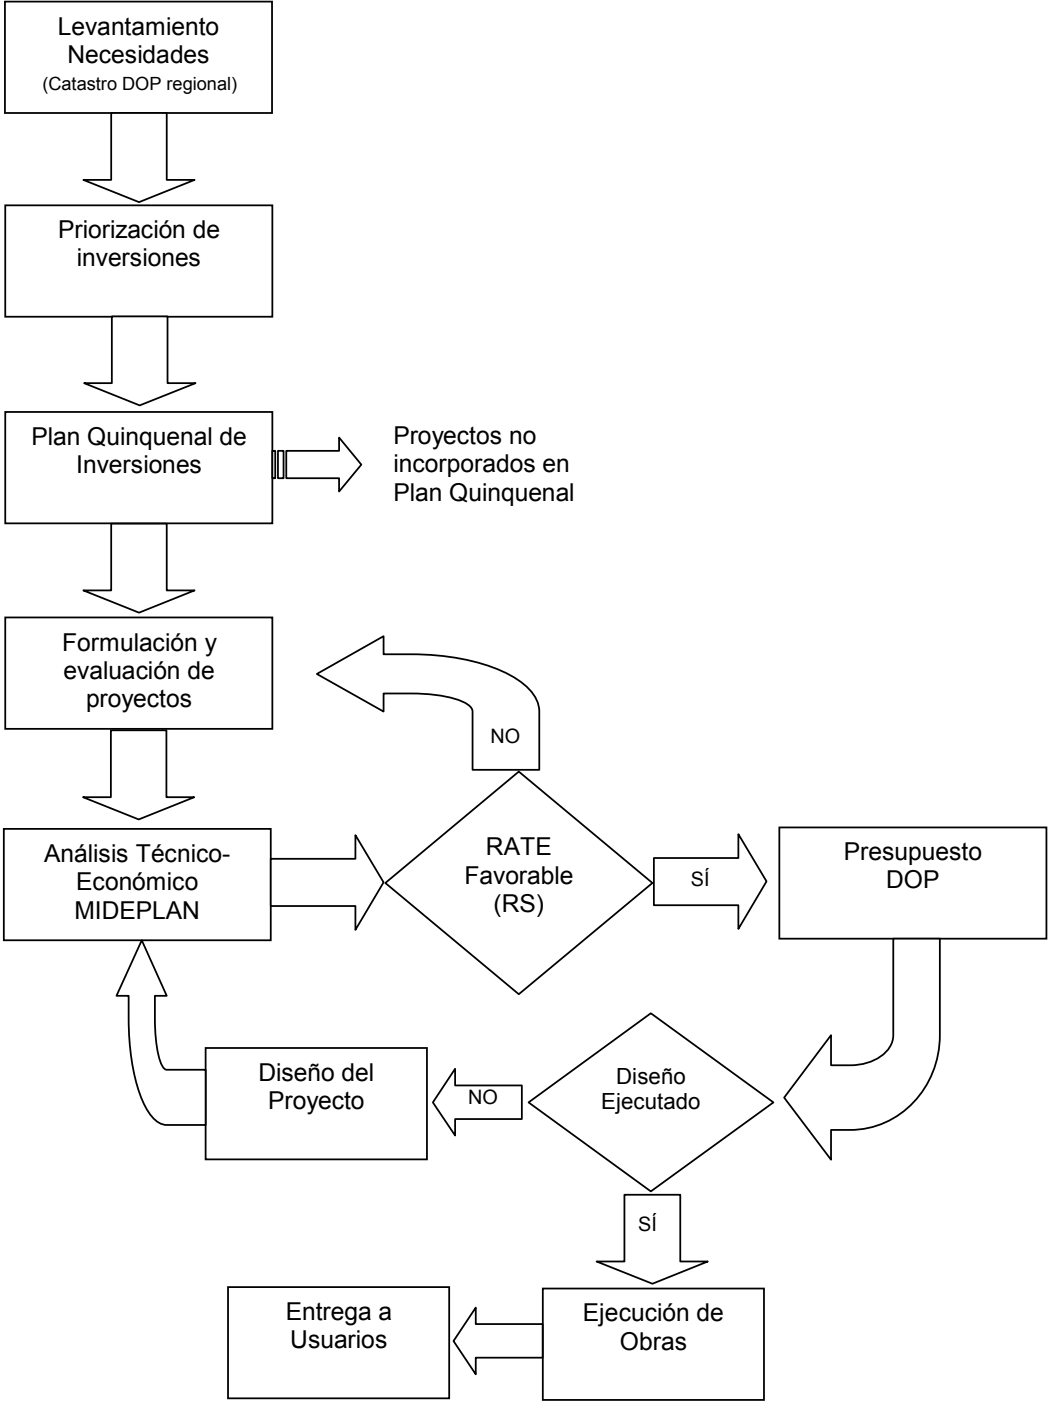 Levantamiento
Necesidades
(Catastro DOP regional)
Priorización de
inversiones
Plan Quinquenal de
Inversiones
Proyectos no
incorporados en
Plan Quinquenal
Formulación y
evaluación de
proyectos
NO
Análisis Técnico-
Económico
MIDEPLAN
RATE
Favorable
(RS)
SÍ
Presupuesto
DOP
Diseño
Ejecutado
NO
Diseño del
Proyecto
SÍ
Ejecución de
Obras
Entrega a
Usuarios